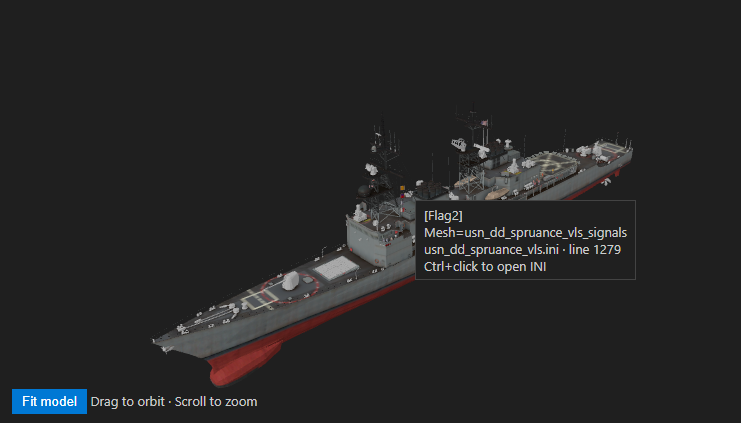 [Flag2]
Mesh=usn_dd_spruance_vls_signals
usn_dd_spruance_vls.ini · line 1279
Ctrl+click to open INI
Fit model Drag to orbit · Scroll to zoom